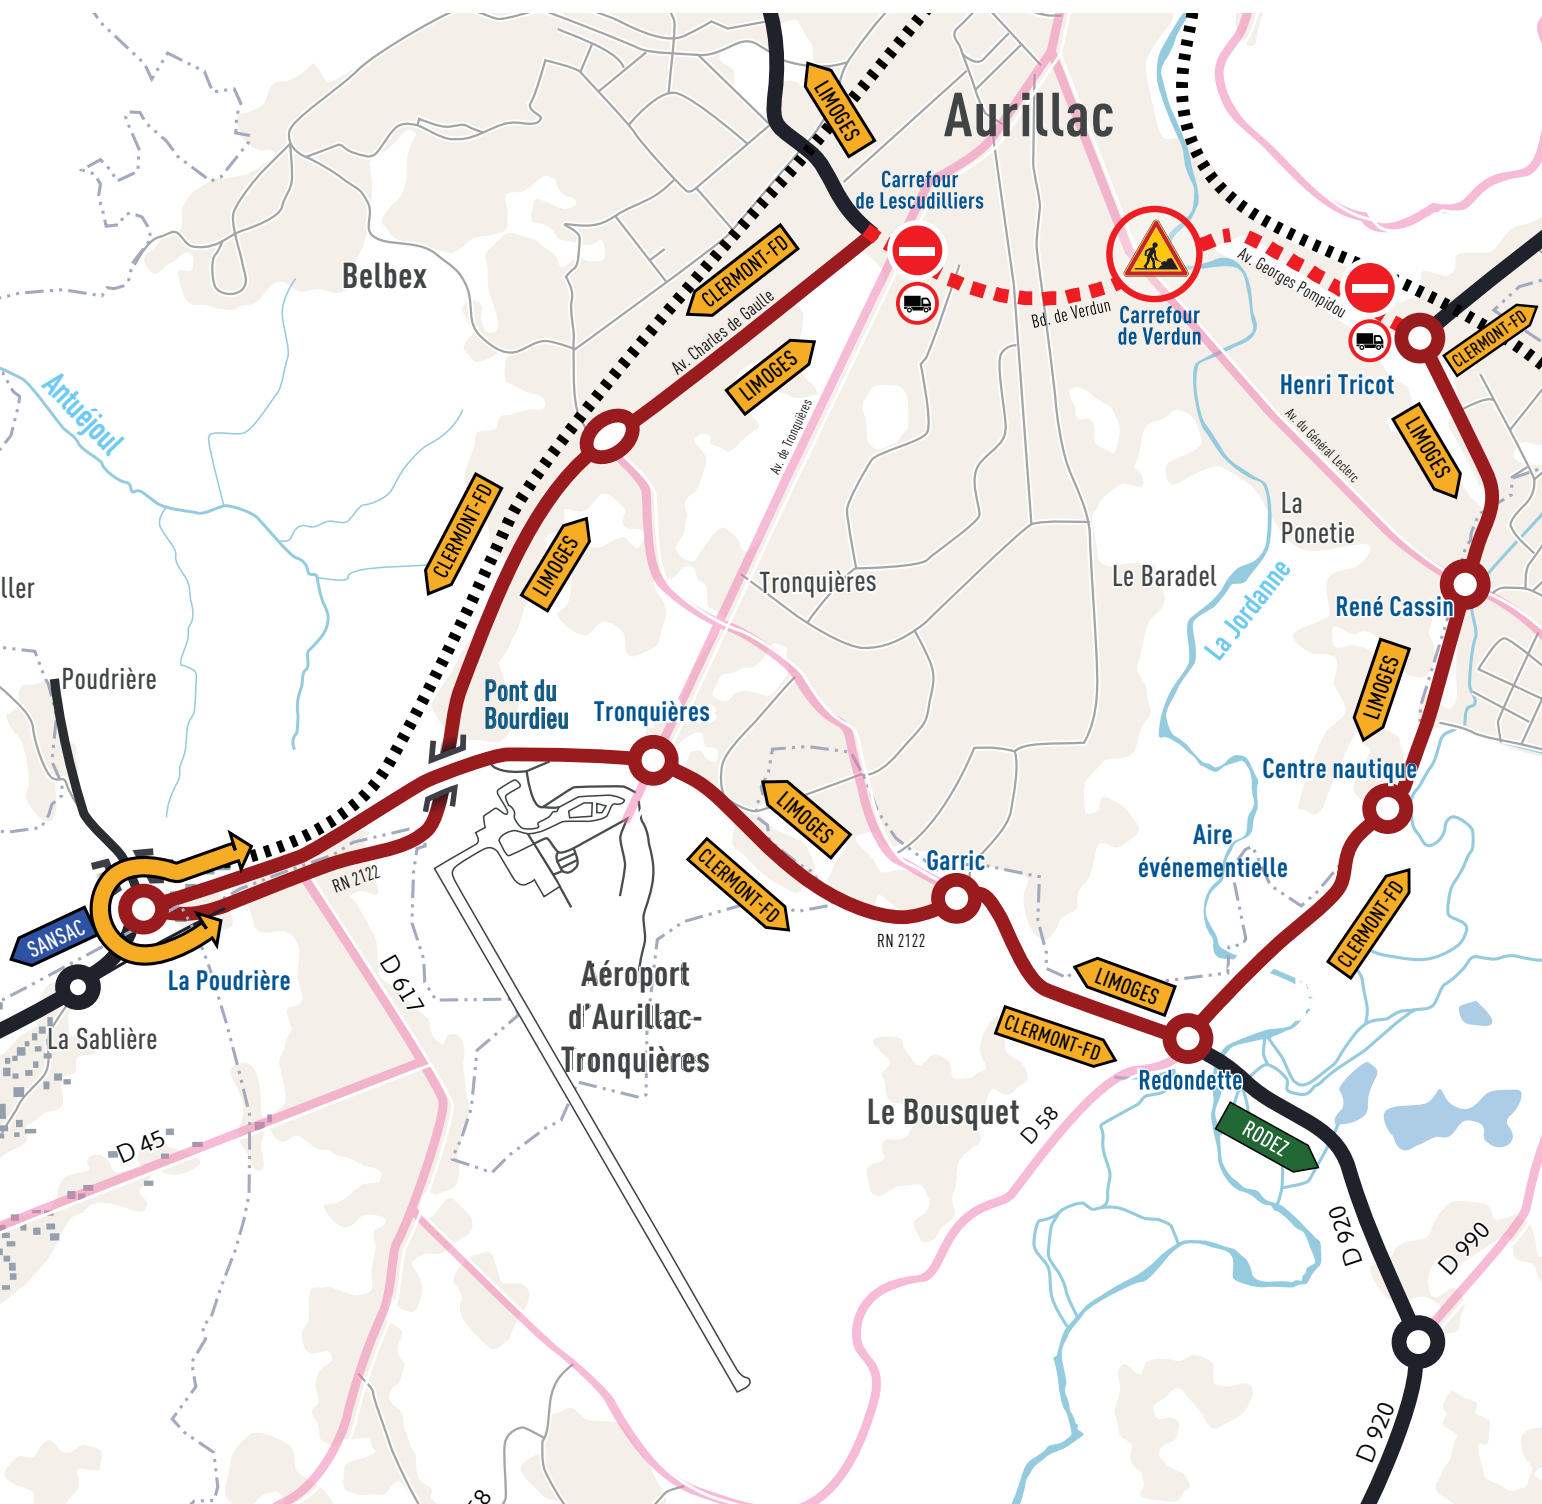 LIMOGES
Aurillac
Carrefour
de Lescudilliers
CLERMONT-FD
Belbex
Av. Charles de Gaulle
Av. Georges Pompidou
Bd. de Verdun
Carrefour
de Verdun
CLERMONT-FD
LIMOGES
Henri Tricot
Antuéjoul
Av. de Tronquières
Av. du Général Leclerc
LIMOGES
CLERMONT-FD
LIMOGES
La
Ponetie
ller
Tronquières
Le Baradel
La Jordanne
René Cassin
Poudrière
Pont du
Bourdieu
Tronquières
LIMOGES
Centre nautique
LIMOGES
Aire
événementielle
CLERMONT-FD
Garric
RN 2122
SANSAC
CLERMONT-FD
RN 2122
La Poudrière
D 617
Aéroport
d'Aurillac-
Tronquières
LIMOGES
CLERMONT-FD
La Sablière
Redondette
Le Bousquet
D 58
RODEZ
D 45
D 920
D 990
D 920
58